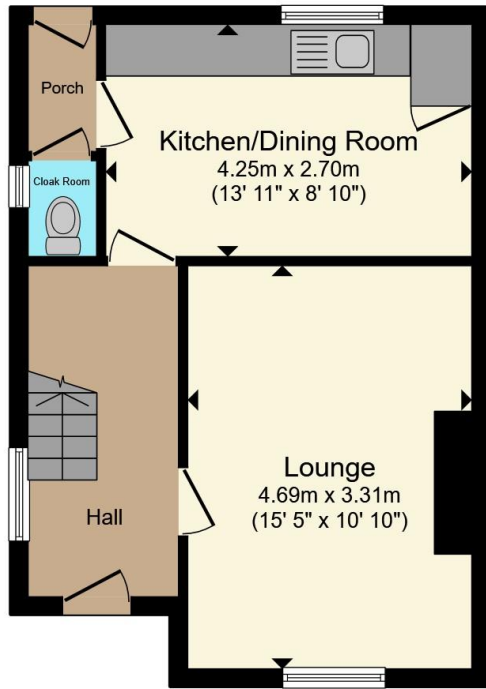 Porch
Cloak Room
Kitchen/Dining Room
4.25m x 2.70m
(13' 11" x 8' 10")
Lounge
4.69m x 3.31m
(15' 5" x 10' 10")
Hall